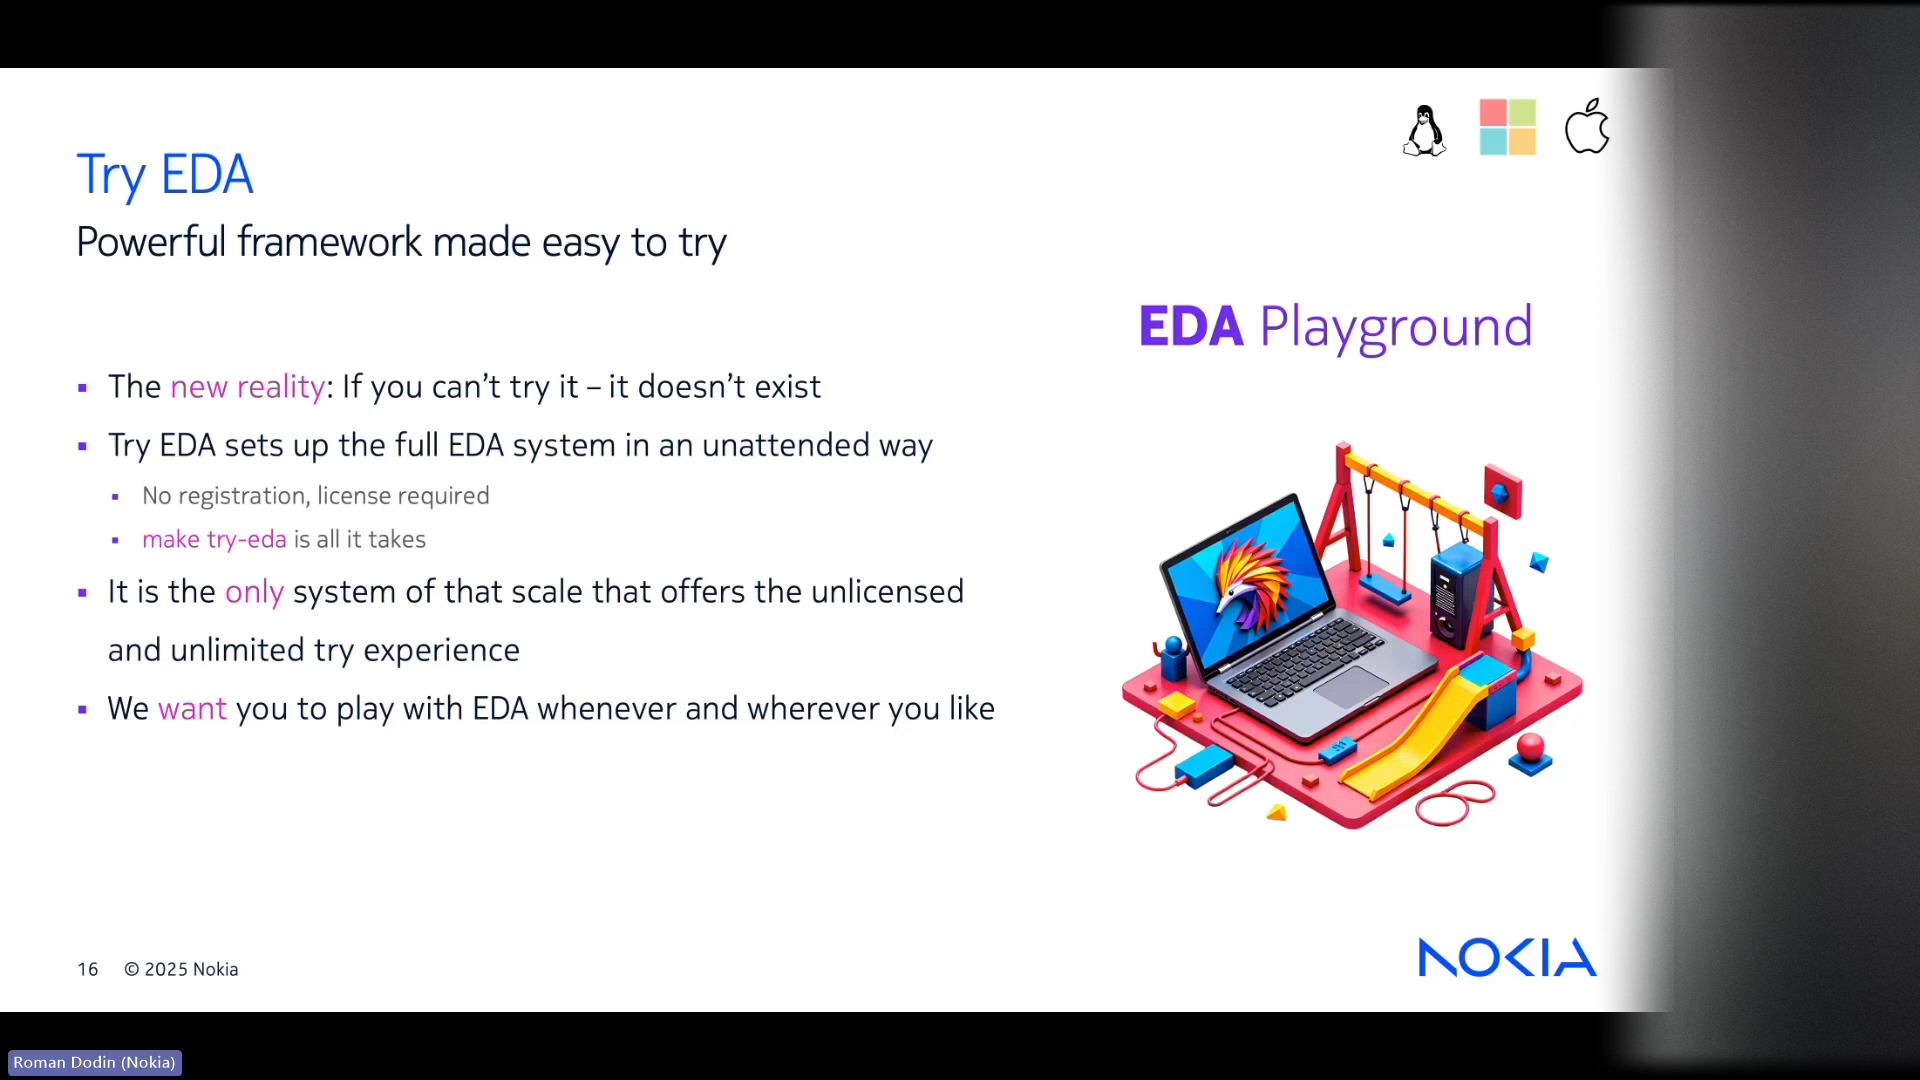 Try EDA
Powerful framework made easy to try
EDA Playground
The new reality: If you can’t try it – it doesn’t exist
Try EDA sets up the full EDA system in an unattended way
No registration, license required
make try-eda is all it takes
It is the only system of that scale that offers the unlicensed
and unlimited try experience
We want you to play with EDA whenever and wherever you like
16 © 2025 Nokia
NOKIA
Roman Dodin (Nokia)